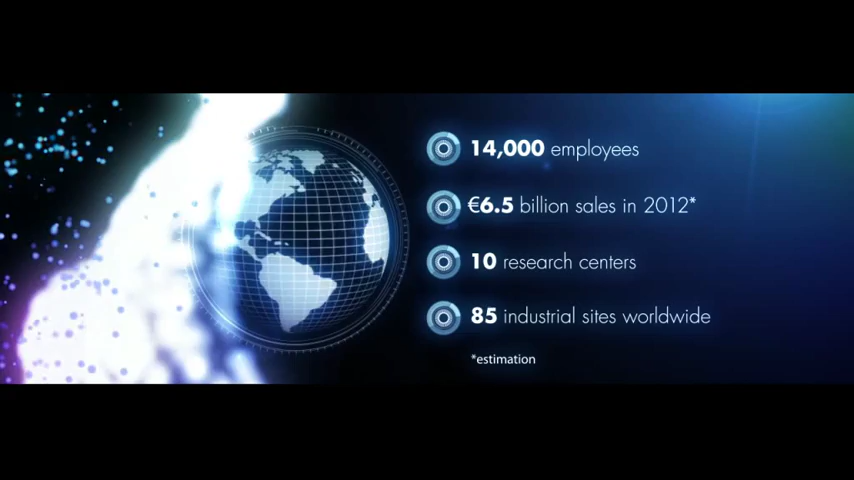 14,000 employees
€6.5 billion sales in 2012*
10 research centers
85 industrial sites worldwide
*estimation